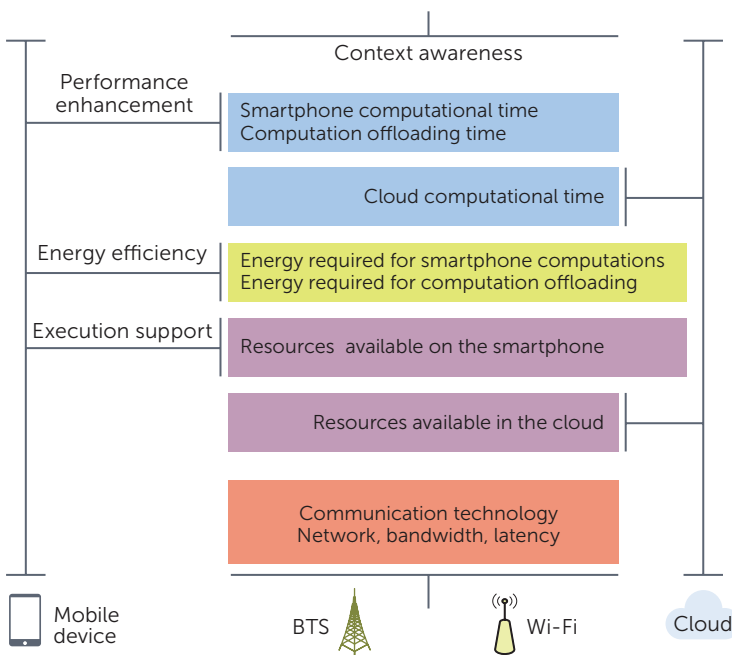 Context awareness
Performance
enhancement
Smartphone computational time
Computation offloading time
Cloud computational time
Energy efficiency
Energy required for smartphone computations
Energy required for computation offloading
Execution support
Resources available on the smartphone
Resources available in the cloud
Communication technology
Network, bandwidth, latency
Mobile
device
BTS
Wi-Fi
Cloud